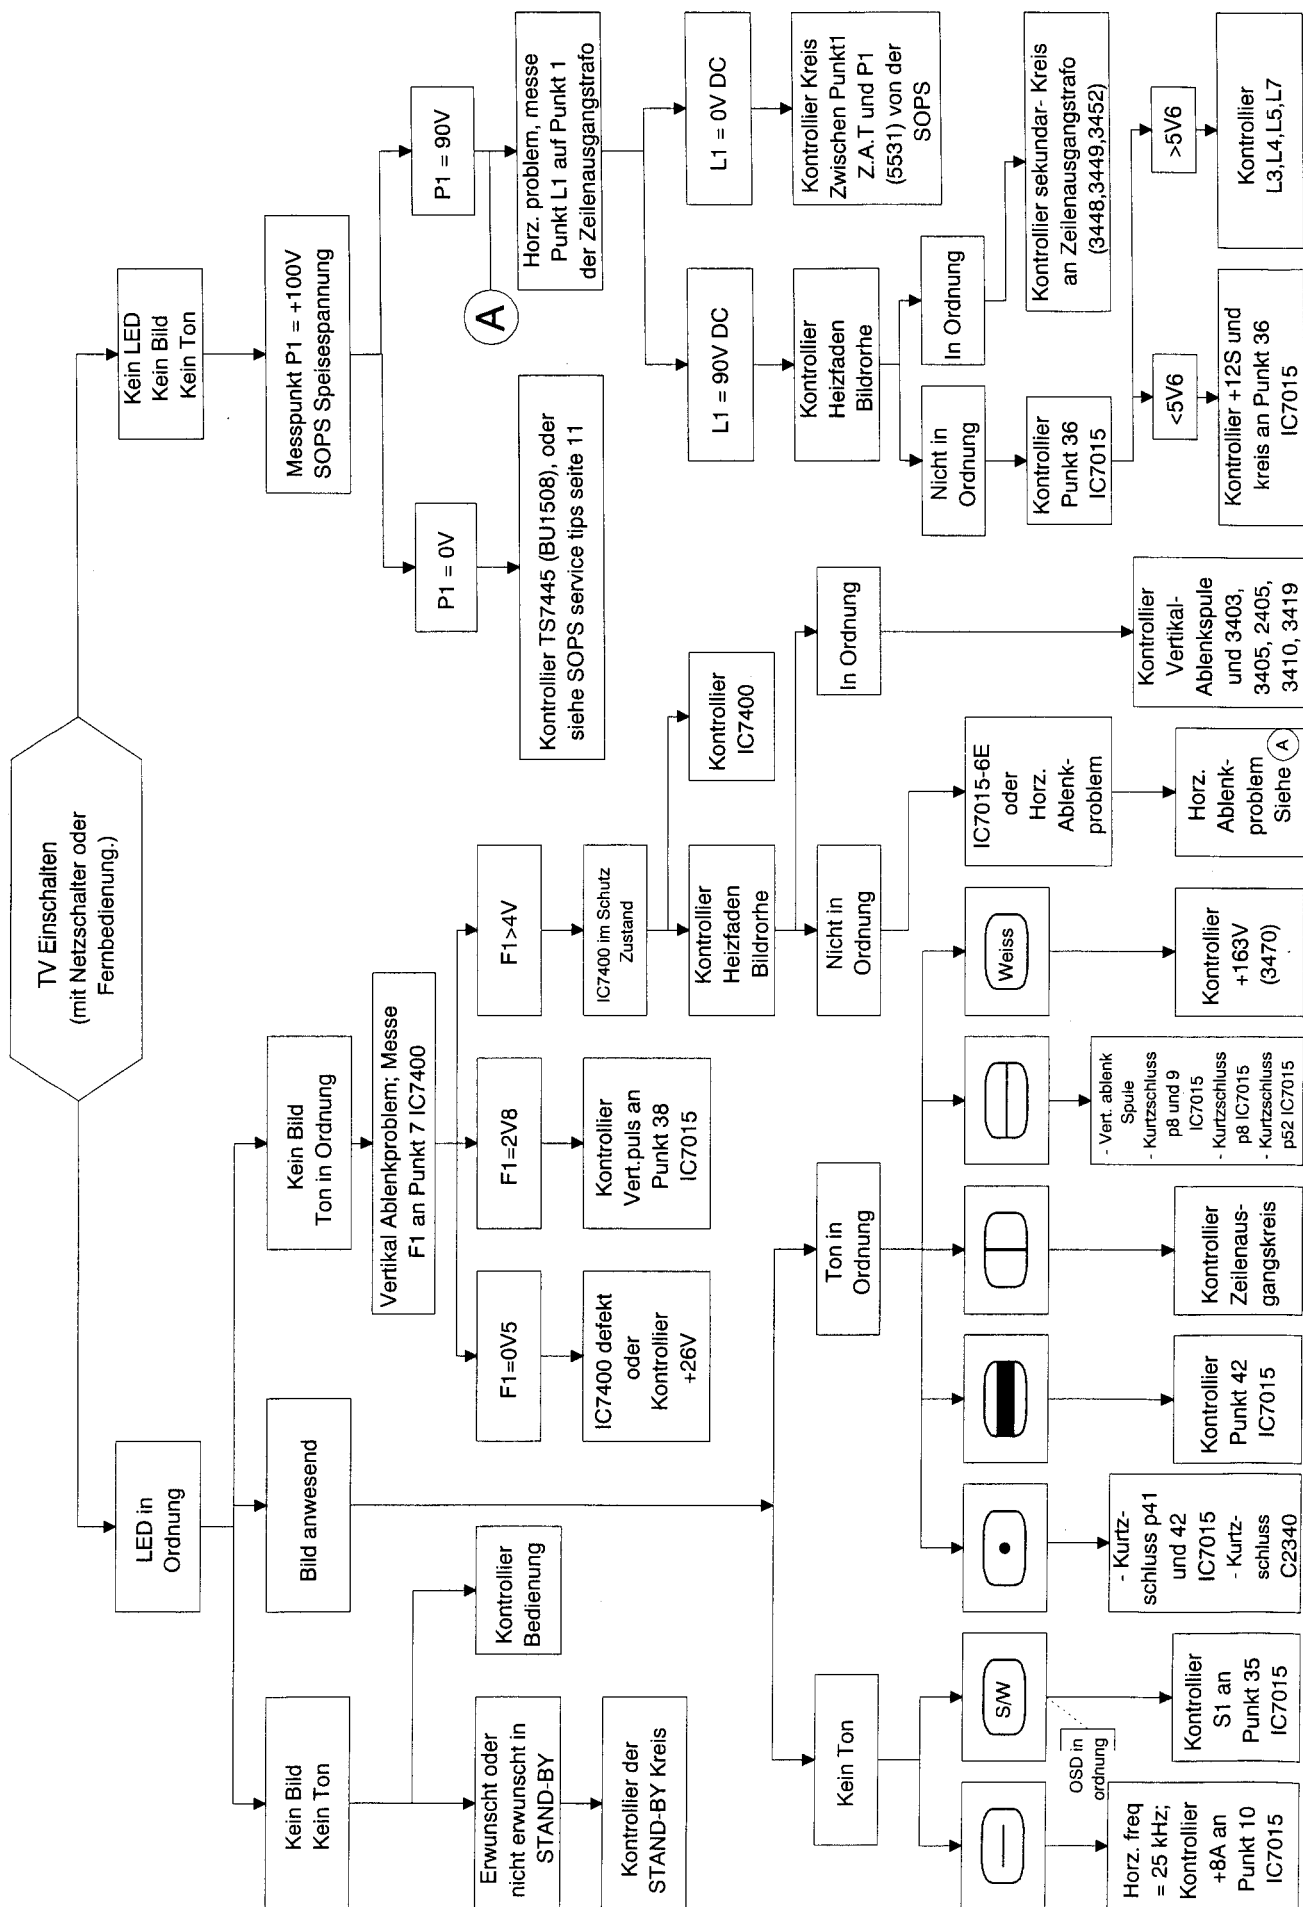 TV Einschalten
(mit Netzschalter oder
Fernbedienung.)
LED in
Ordnung
Kein LED
Kein Bild
Kein Ton
Kein Bild
Kein Ton
Bild anwesend
Kein Bild
Ton in Ordnung
Messpunkt P1 = +100V
SOPS Speisespannung
Vertikal Ablenkproblem; Messe
F1 an Punkt 7 IC7400
P1 = 0V
P1 = 90V
A
Erwunscht oder
nicht erwunscht in
STAND-BY
Kontrollier
Bedienung
F1=0V5
F1=2V8
F1>4V
Kontrollier TS7445 (BU1508), oder
siehe SOPS service tips seite 11
Horz. problem, messe
Punkt L1 auf Punkt 1
der Zeilenausgangstrafo
Kontrollier der
STAND-BY Kreis
IC7400 defekt
oder
Kontrollier
+26V
Kontrollier
Vert.puls an
Punkt 38
IC7015
IC7400 im Schutz
Zustand
Kontrollier
Heizfaden
Bildrorhe
Kontrollier
IC7400
L1 = 90V DC
L1 = 0V DC
Kontrollier
Heizfaden
Bildrorhe
Kontrollier Kreis
Zwischen Punkt1
Z.A.T und P1
(5531) von der
SOPS
Kein Ton
Ton in
Ordnung
Nicht in
Ordnung
In Ordnung
Nicht in
Ordnung
In Ordnung
S/W
Weiss
IC7015-6E
oder
Horz.
Ablenk-
problem
Kontrollier
Punkt 36
IC7015
Kontrollier sekundar- Kreis
an Zeilenausgangstrafo
(3448,3449,3452)
OSD in
ordnung
<5V6
>5V6
Horz. freq
= 25 kHz;
Kontrollier
+8A an
Punkt 10
IC7015
Kontrollier
S1 an
Punkt 35
IC7015
- Kurtz-
schluss p41
und 42
IC7015
- Kurtz-
schluss
C2340
Kontrollier
Punkt 42
IC7015
Kontrollier
Zeilenaus-
gangskreis
- Vert. ablenk
Spule
- Kurtzschluss
p8 und 9
IC7015
- Kurtzschluss
p8 IC7015
- Kurtzschluss
p52 IC7015
Kontrollier
+163V
(3470)
Horz.
Ablenk-
problem
Siehe A
Kontrollier
Vertikal-
Ablenkspule
und 3403,
3405, 2405,
3410, 3419
Kontrollier +12S und
kreis an Punkt 36
IC7015
Kontrollier
L3,L4,L5,L7